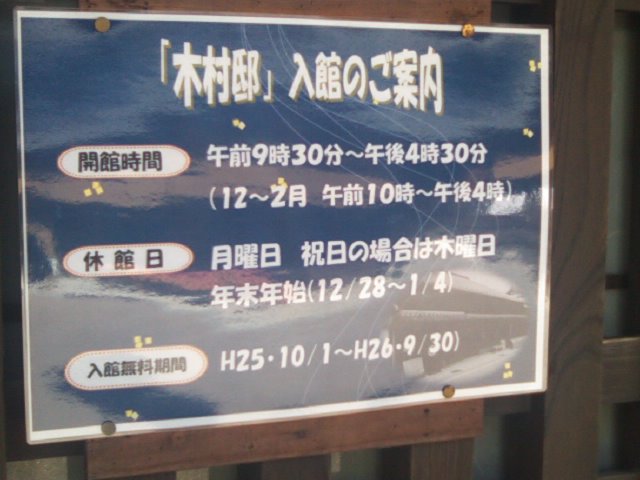 「木村邸」入館のご案内
開館時間 午前9時30分～午後4時30分
(12～2月 午前10時～午後4時)
休館日 月曜日 祝日の場合は木曜日
年末年始(12/28～1/4)
入館無料期間 H25・10/1～H26・9/30)